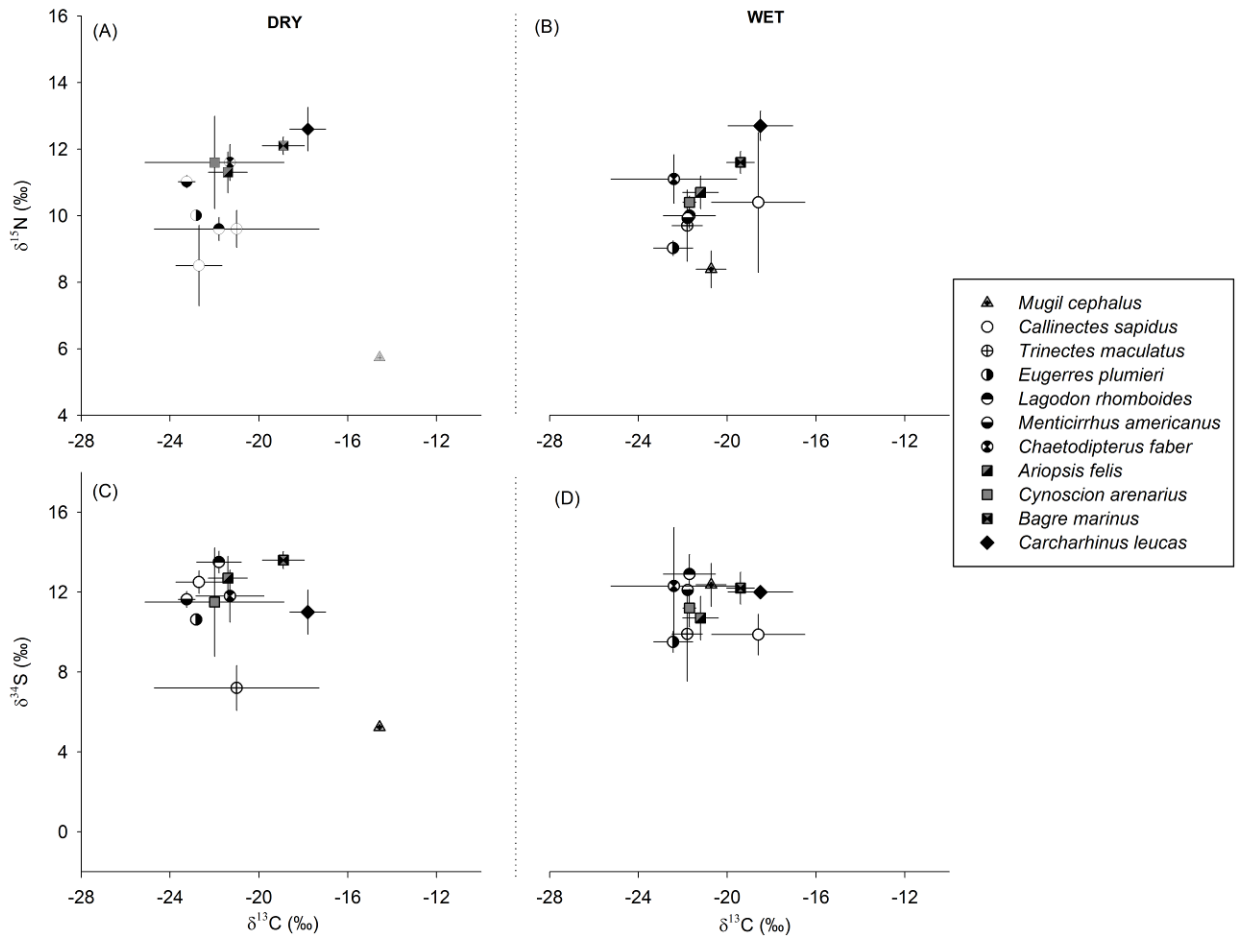 DRY
WET
(A)
(B)
16
14
12
10
8
6
4
δ15N (‰)
-28 -24 -20 -16 -12
-28 -24 -20 -16 -12
Mugil cephalus
Callinectes sapidus
Trinectes maculatus
Eugerres plumieri
Lagodon rhomboides
Menticirrhus americanus
Chaetodipterus faber
Ariopsis felis
Cynoscion arenarius
Bagre marinus
Carcharhinus leucas
(C)
(D)
16
12
8
4
0
δ34S (‰)
-28 -24 -20 -16 -12
-28 -24 -20 -16 -12
δ13C (‰)
δ13C (‰)